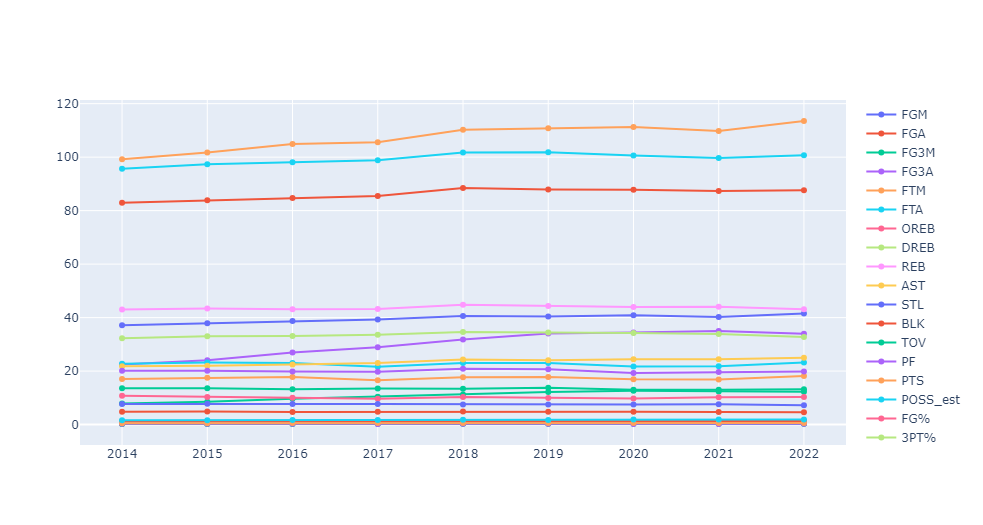 120
100
80
60
40
20
0
2014 2015 2016 2017 2018 2019 2020 2021 2022
FGM
FGA
FG3M
FG3A
FTM
FTA
OREB
DREB
REB
AST
STL
BLK
TOV
PF
PTS
POSS_est
FG%
3PT%